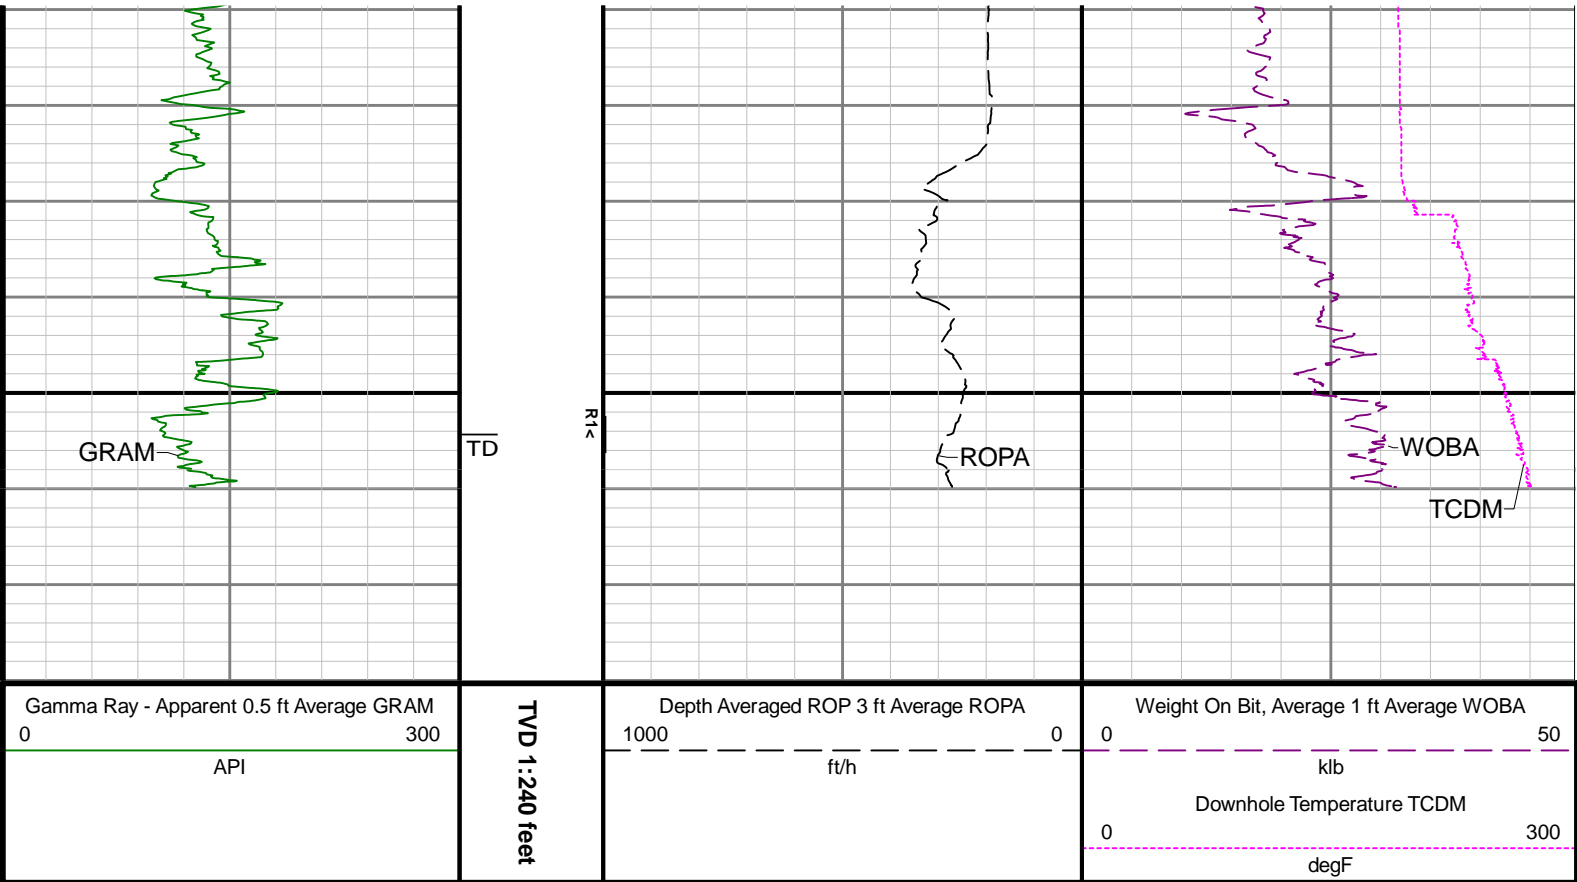 R1<
GRAM
TD
ROPA
WOBA
TCDM
Gamma Ray - Apparent 0.5 ft Average GRAM
0 300
API
TVD 1:240 feet
Depth Averaged ROP 3 ft Average ROPA
1000 0
ft/h
Weight On Bit, Average 1 ft Average WOBA
0 50
klb
Downhole Temperature TCDM
0 300
degF